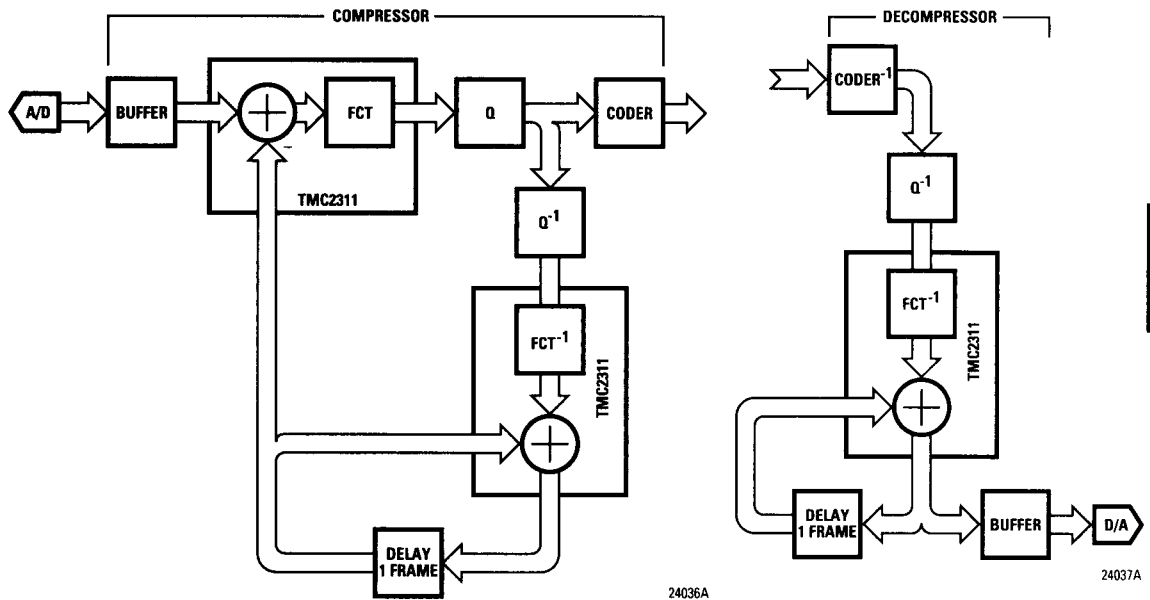 COMPRESSOR
A/D
BUFFER
FCT
Q
CODER
TMC2311
Q-1
FCT-1
TMC2311
DELAY
1 FRAME
24036A
DECOMPRESSOR
CODER-1
Q-1
FCT-1
TMC2311
DELAY
1 FRAME
BUFFER
D/A
24037A